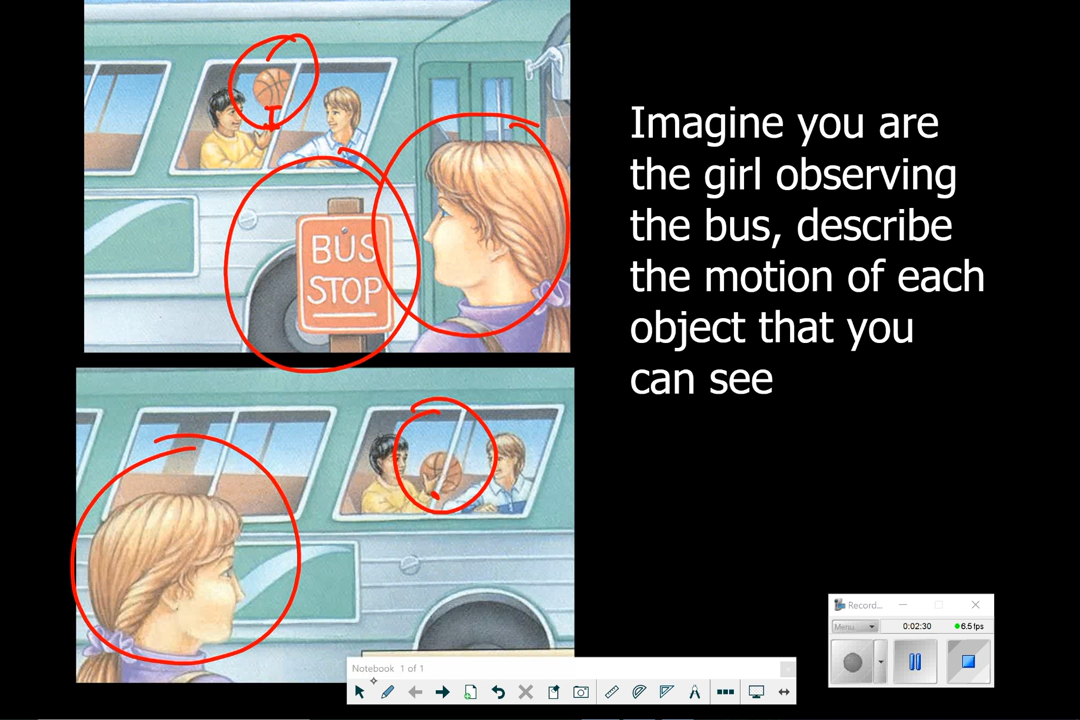 BUS
STOP
Imagine you are
the girl observing
the bus, describe
the motion of each
object that you
can see
Record...
Menu
0:02:30
6.5 fps
Notebook 1 of 1